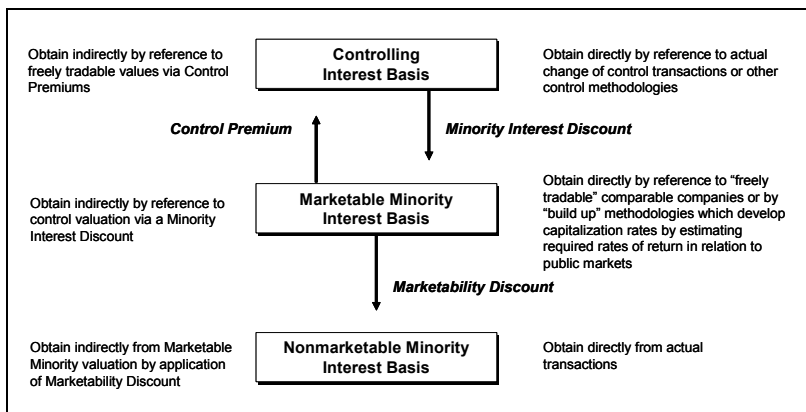 Obtain indirectly by reference to
freely tradable values via Control
Premiums
Controlling
Interest Basis
Obtain directly by reference to actual
change of control transactions or other
control methodologies
Control Premium
Minority Interest Discount
Obtain indirectly by reference to
control valuation via a Minority
Interest Discount
Marketable Minority
Interest Basis
Obtain directly by reference to “freely
tradable” comparable companies or by
“build up” methodologies which develop
capitalization rates by estimating
required rates of return in relation to
public markets
Marketability Discount
Obtain indirectly from Marketable
Minority valuation by application
of Marketability Discount
Nonmarketable Minority
Interest Basis
Obtain directly from actual
transactions